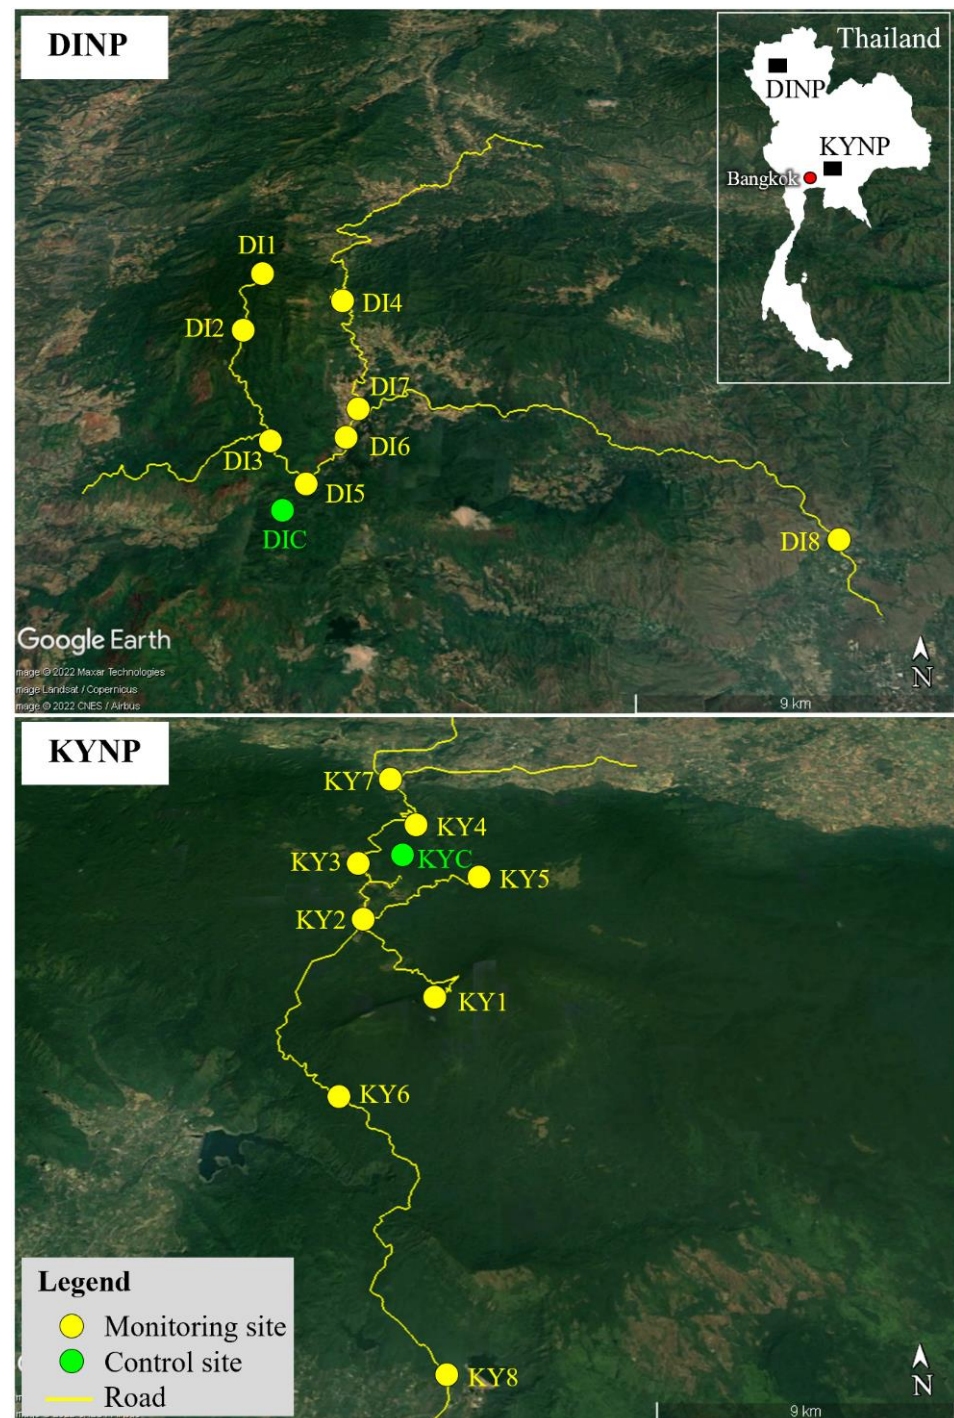 DINP
Thailand
DINP
KYNP
Bangkok
DI1
DI2
DI4
DI7
DI3
DI6
DI5
DIC
DI8
Google Earth
mage © 2022 Maxar Technologies
mage Landsat / Copernicus
mage © 2022 CNES / Airbus
N
9 km
KYNP
KY7
KY4
KYC
KY3
KY5
KY2
KY1
KY6
Legend
Monitoring site
Control site
Road
KY8
N
9 km